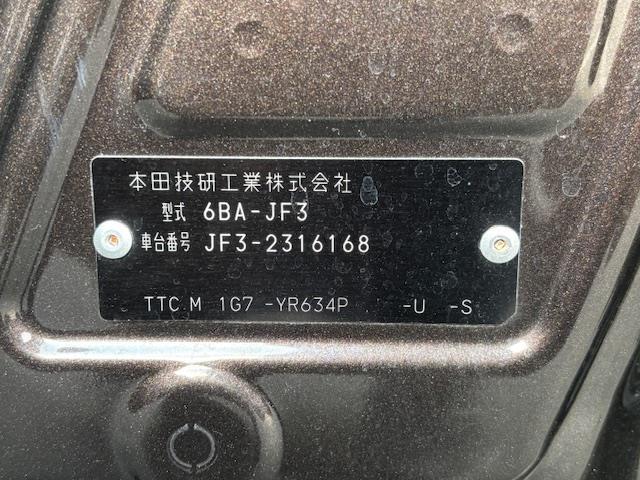 本田技研工業株式会社
型式 6BA-JF3
車台番号 JF3-2316168
TTC M 1G7 -YR634P -U -S